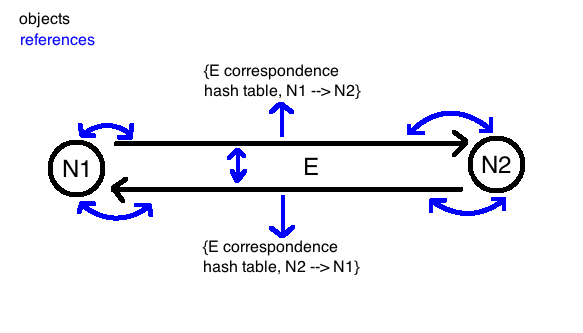 objects
references
{E correspondence
hash table, N1 --> N2}
N1
E
N2
{E correspondence
hash table, N2 --> N1}